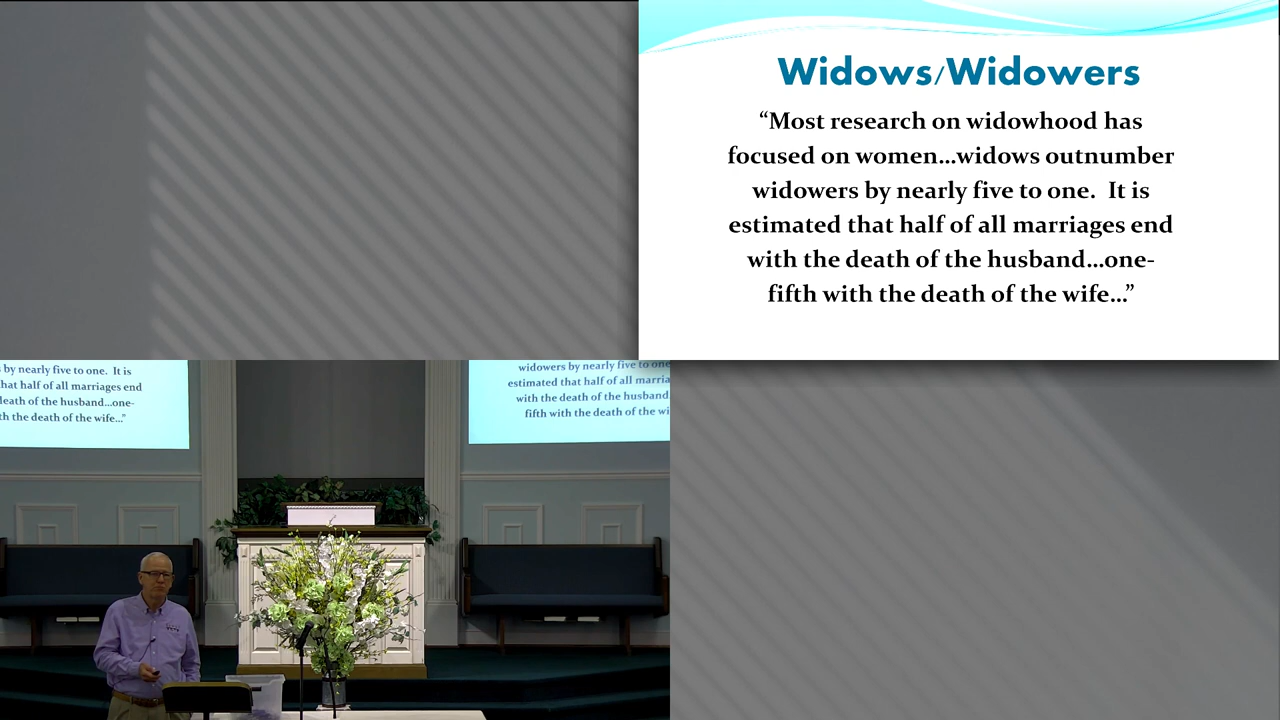 Widows/Widowers
“Most research on widowhood has
focused on women...widows outnumber
widowers by nearly five to one.  It is
estimated that half of all marriages end
with the death of the husband...one-
fifth with the death of the wife...”
by nearly five to one.  It is
that half of all marriages end
death of the husband...one-
th the death of the wife...”
widowers by nearly five to one
estimated that half of all marria
with the death of the husband
fifth with the death of the wi